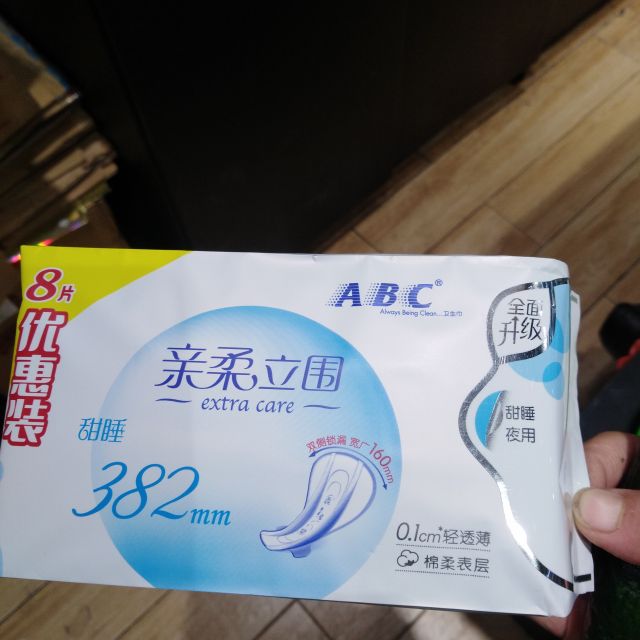 8片
优惠装
ABC®
Always Being Clean...卫生巾
全面
升级
亲柔立围
extra care
甜睡
382mm
双侧锁漏 宽广160mm
甜睡
夜用
0.1cm*轻透薄
棉柔表层